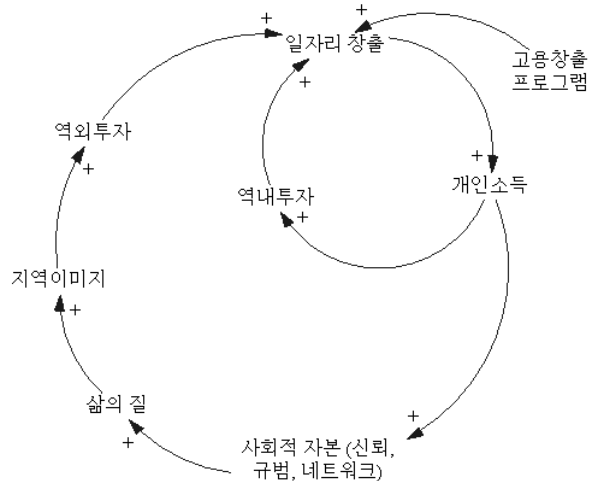 +
+
일자리 창출
+
고용창출
프로그램
역외투자
+
+
개인소득
역내투자
+
지역이미지
+
삶의 질
+
+
사회적 자본 (신뢰,
규범, 네트워크)